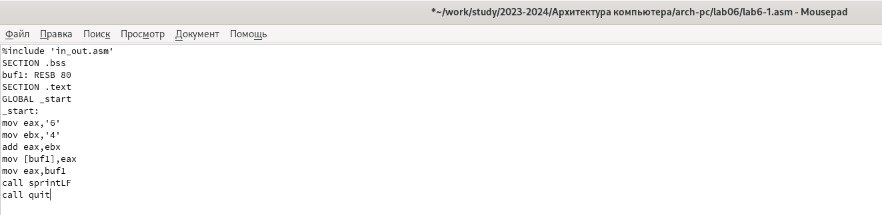 *~/work/study/2023-2024/Архитектура компьютера/arch-pc/lab06/lab6-1.asm - Mousepad
Файл Правка Поиск Просмотр Документ Помощь
%include 'in_out.asm'
SECTION .bss
buf1: RESB 80
SECTION .text
GLOBAL _start
_start:
mov eax,'6'
mov ebx,'4'
add eax,ebx
mov [buf1],eax
mov eax,buf1
call sprintLF
call quit